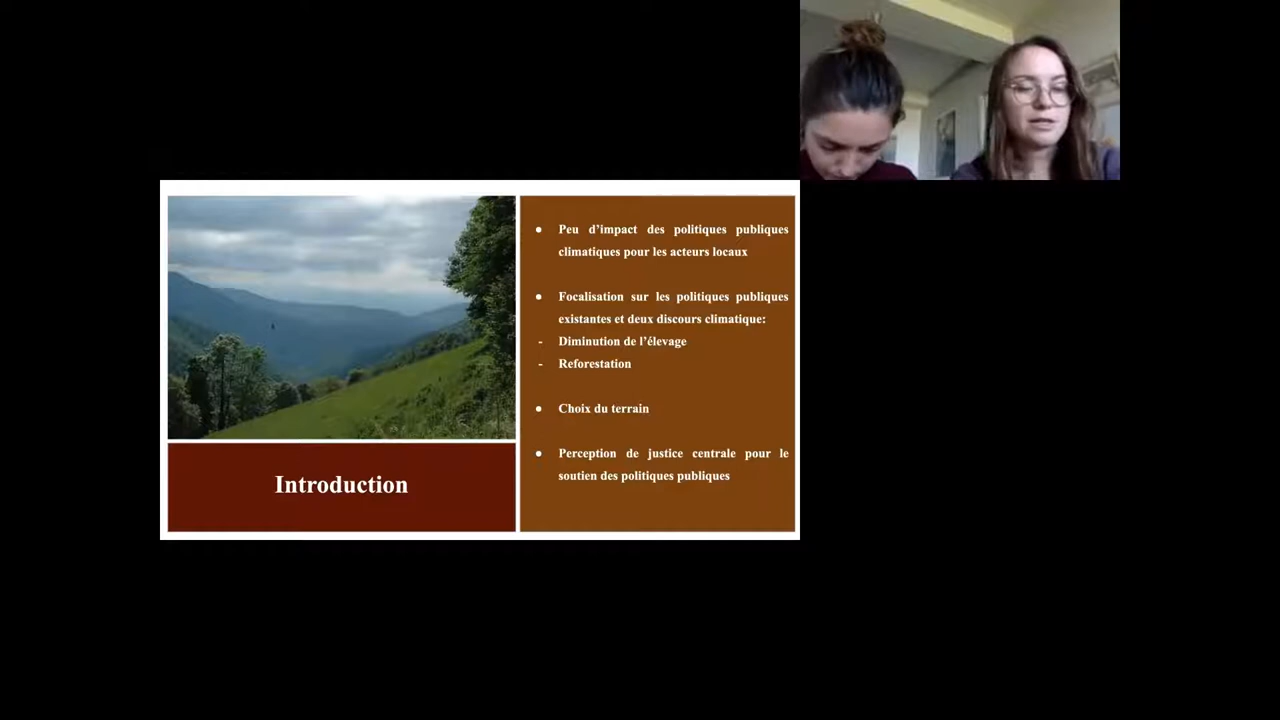 Peu d'impact des politiques publiques
climatiques pour les acteurs locaux
Focalisation sur les politiques publiques
existantes et deux discours climatique:
- Diminution de l'élevage
- Reforestation
Choix du terrain
Perception de justice centrale pour le
soutien des politiques publiques
Introduction